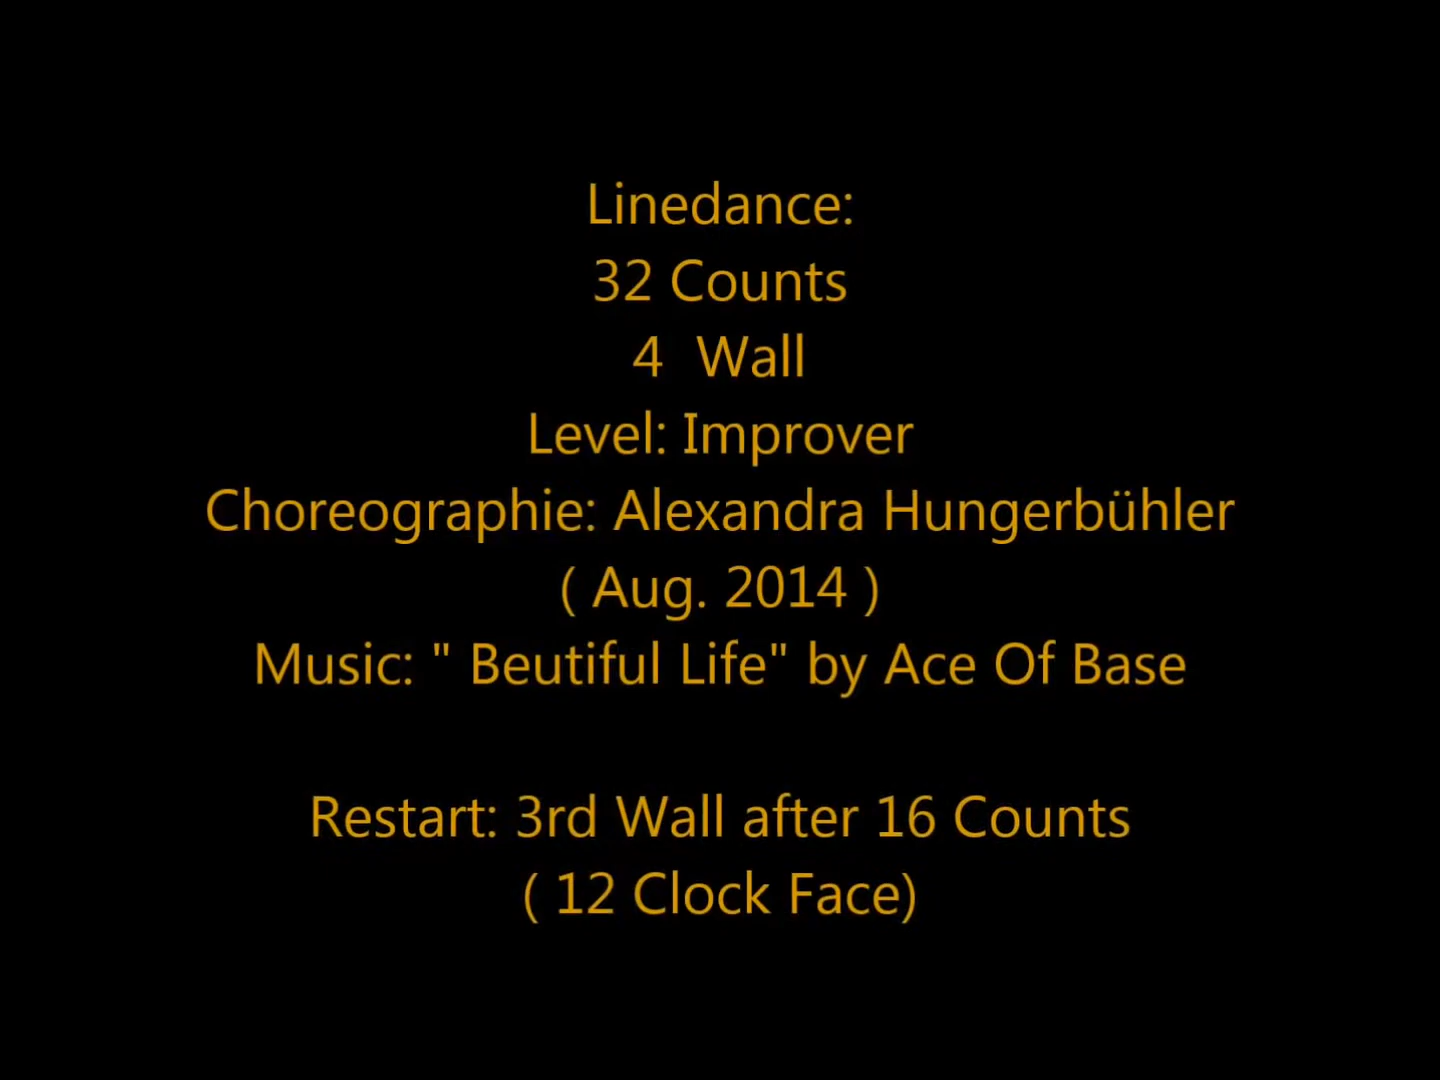 Linedance:
32 Counts
4  Wall
Level: Improver
Choreographie: Alexandra Hungerbühler
( Aug. 2014 )
Music: " Beutiful Life" by Ace Of Base
Restart: 3rd Wall after 16 Counts
( 12 Clock Face)